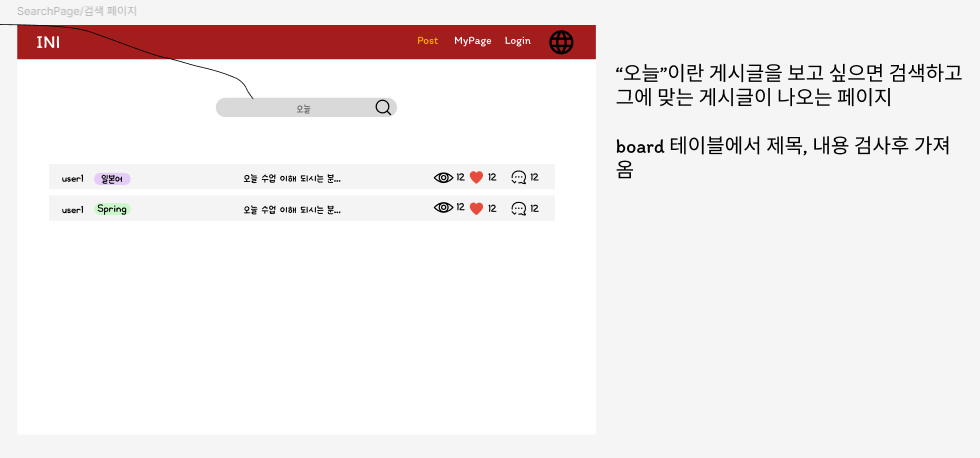 SearchPage/검색 페이지
INI
Post MyPage Login
오늘
user1 일본어 오늘 수업 이해 되시는 분... 12 12 12
user1 Spring 오늘 수업 이해 되시는 분... 12 12 12
“오늘”이란 게시글을 보고 싶으면 검색하고
그에 맞는 게시글이 나오는 페이지
board 테이블에서 제목, 내용 검사후 가져
옴